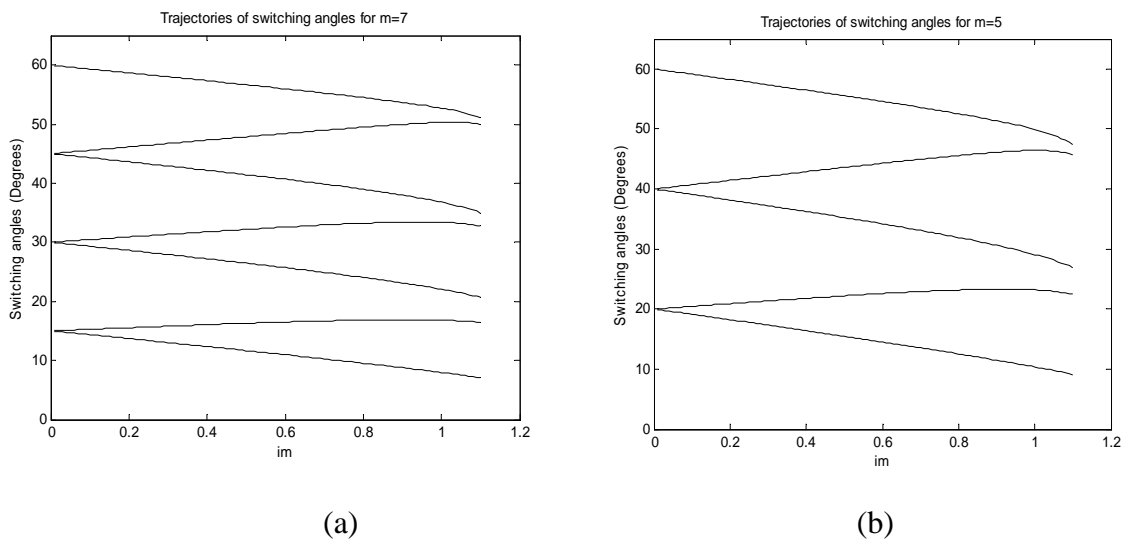 Trajectories of switching angles for m=7
60
50
40
30
20
10
0
Switching angles (Degrees)
0 0.2 0.4 0.6 0.8 1 1.2
im
(a)
Trajectories of switching angles for m=5
60
50
40
30
20
10
0
Switching angles (Degrees)
0 0.2 0.4 0.6 0.8 1 1.2
im
(b)